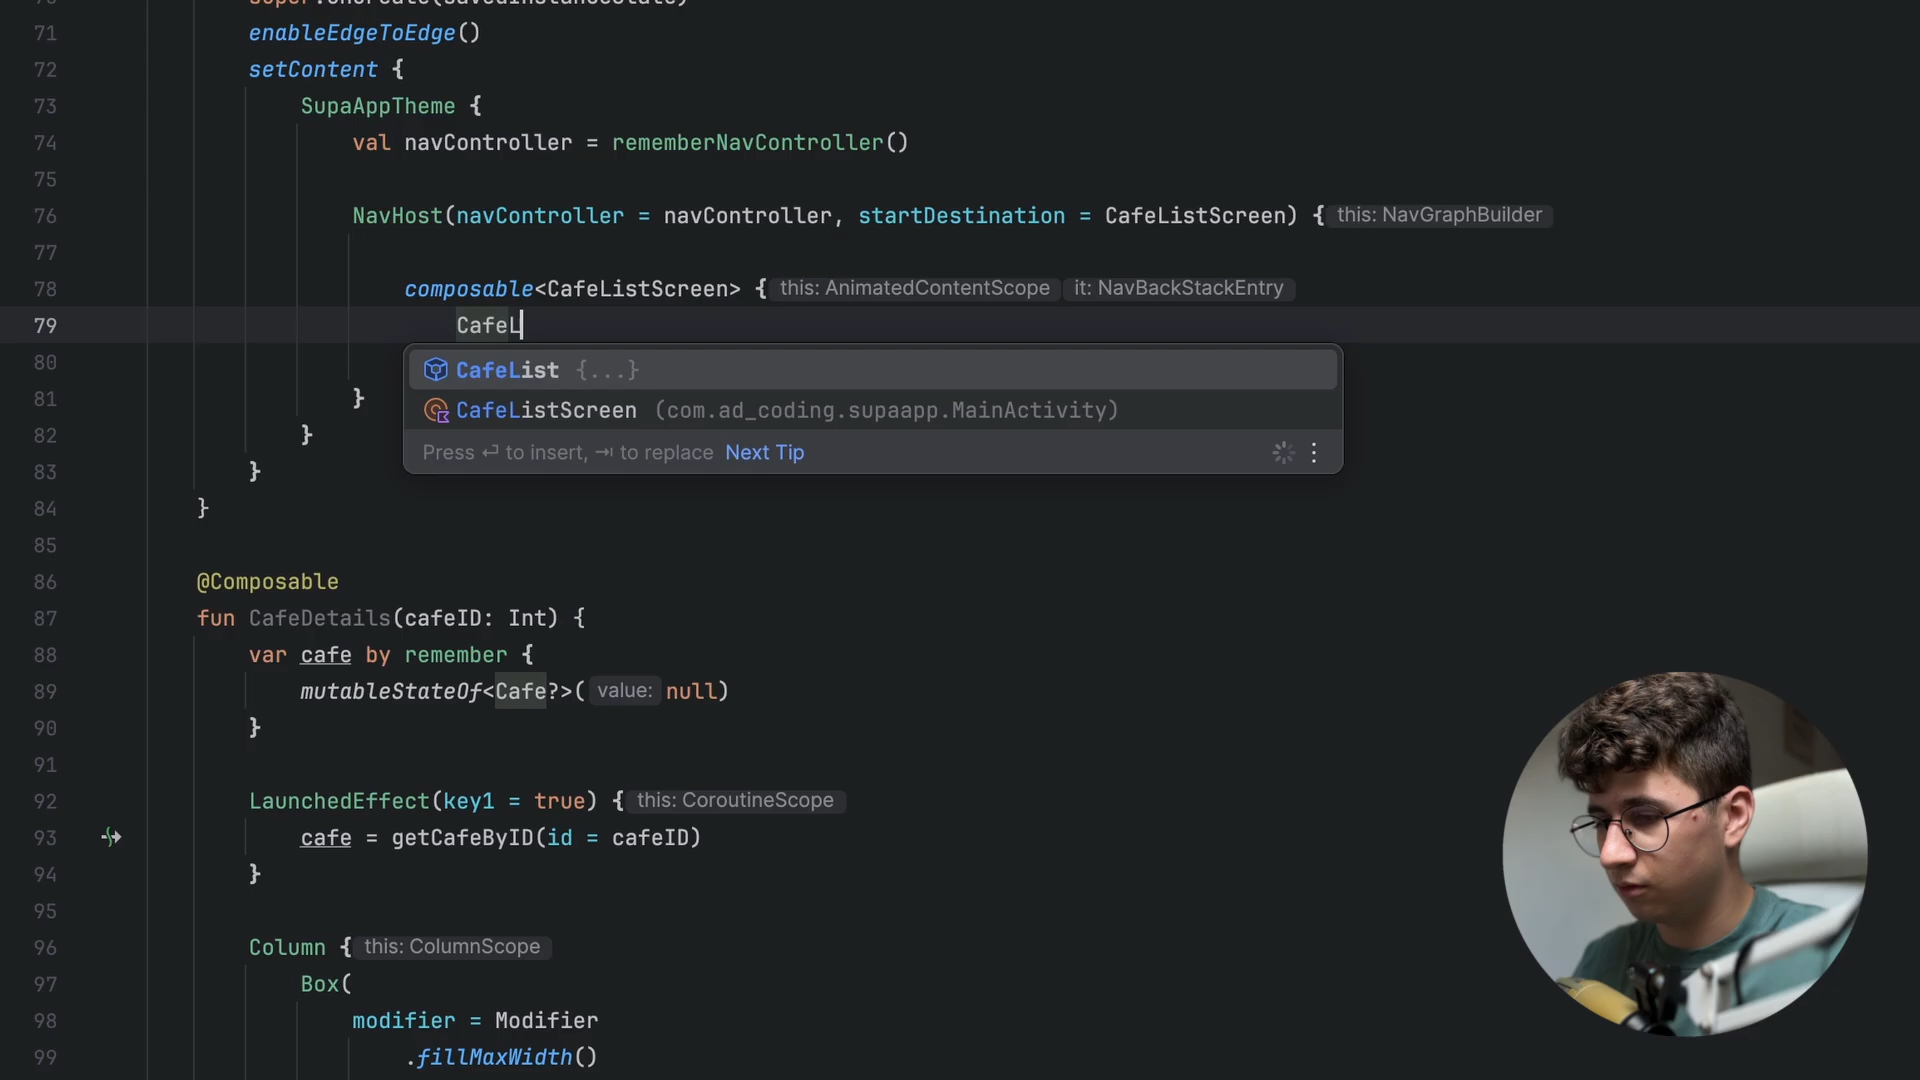 71 enableEdgeToEdge()
72 setContent {
73 SupaAppTheme {
74 val navController = rememberNavController()
75
76 NavHost(navController = navController, startDestination = CafeListScreen) { this: NavGraphBuilder
77
78 composable<CafeListScreen> { this: AnimatedContentScope it: NavBackStackEntry
79 CafeL
CafeList {...}
CafeListScreen (com.ad_coding.supaapp.MainActivity)
Press ⏎ to insert, ⇥ to replace Next Tip
80
81 }
82 }
83 }
84 }
85
86 @Composable
87 fun CafeDetails(cafeID: Int) {
88 var cafe by remember {
89 mutableStateOf<Cafe?>( value: null)
90 }
91
92 LaunchedEffect(key1 = true) { this: CoroutineScope
93 cafe = getCafeByID(id = cafeID)
94 }
95
96 Column { this: ColumnScope
97 Box(
98 modifier = Modifier
99 .fillMaxWidth()